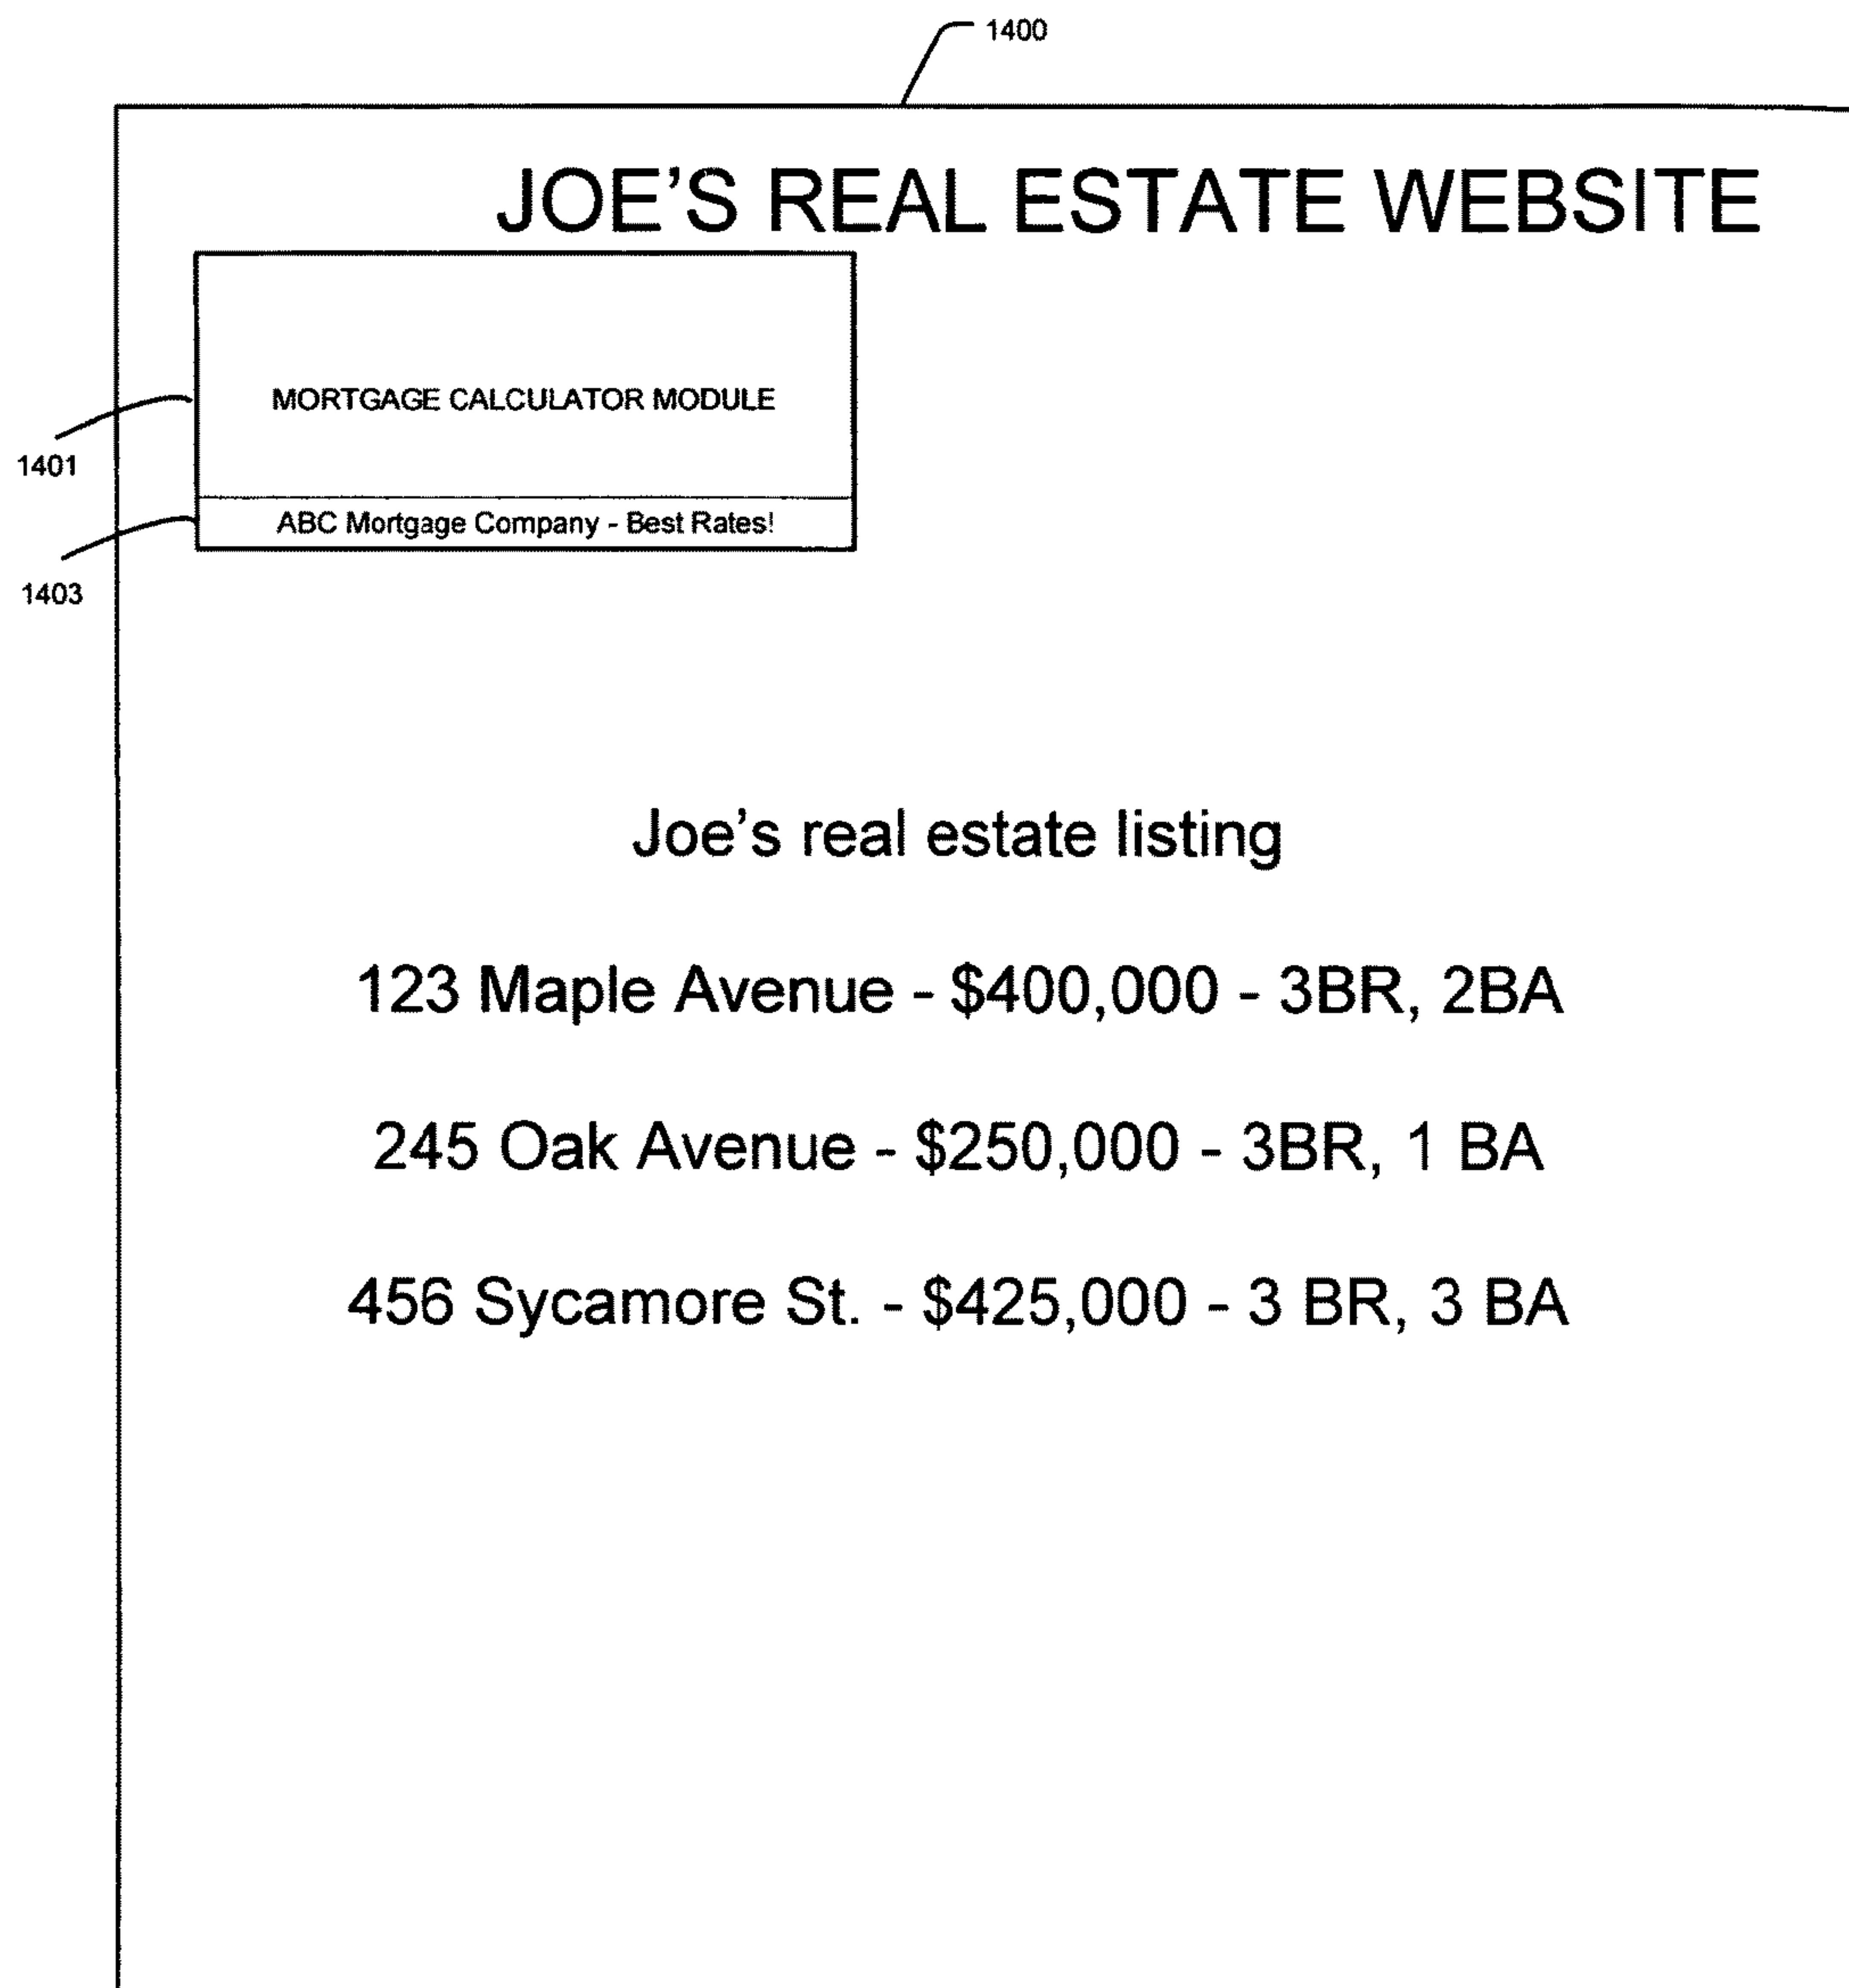 1400
JOE'S REAL ESTATE WEBSITE
MORTGAGE CALCULATOR MODULE
1401
ABC Mortgage Company - Best Rates!
1403
Joe's real estate listing
123 Maple Avenue - $400,000 - 3BR, 2BA
245 Oak Avenue - $250,000 - 3BR, 1 BA
456 Sycamore St. - $425,000 - 3 BR, 3 BA